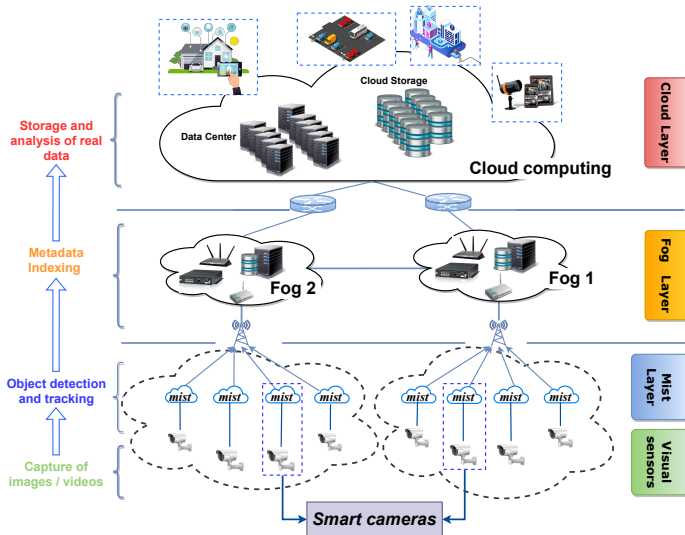 Cloud Storage
Data Center
Cloud computing
Storage and
analysis of real
data
Cloud Layer
Metadata
Indexing
Fog 2
Fog 1
Fog Layer
Object detection
and tracking
mist
mist
mist
mist
mist
mist
mist
mist
Mist
Layer
Capture of
images / videos
Visual
sensors
Smart cameras